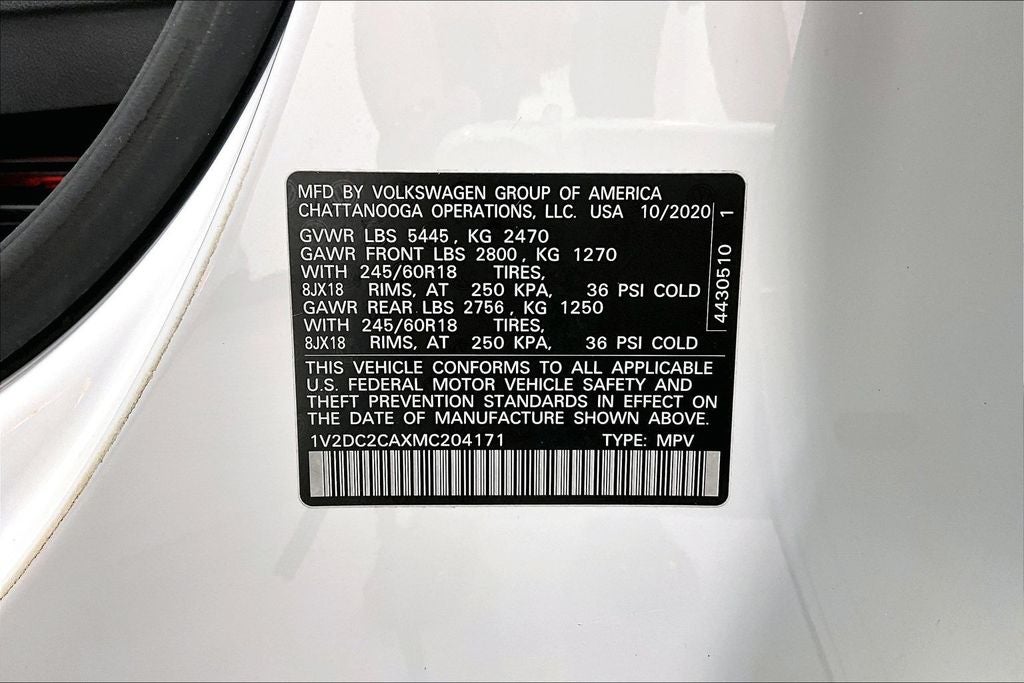 MFD BY VOLKSWAGEN GROUP OF AMERICA
CHATTANOOGA OPERATIONS, LLC. USA 10/2020
GVWR LBS 5445, KG 2470
GAWR FRONT LBS 2800, KG 1270
WITH 245/60R18 TIRES,
8JX18 RIMS, AT 250 KPA, 36 PSI COLD
GAWR REAR LBS 2756, KG 1250
WITH 245/60R18 TIRES,
8JX18 RIMS, AT 250 KPA, 36 PSI COLD
4430510 1
THIS VEHICLE CONFORMS TO ALL APPLICABLE
U.S. FEDERAL MOTOR VEHICLE SAFETY AND
THEFT PREVENTION STANDARDS IN EFFECT ON
THE DATE OF MANUFACTURE SHOWN ABOVE.
1V2DC2CAXMC204171 TYPE: MPV